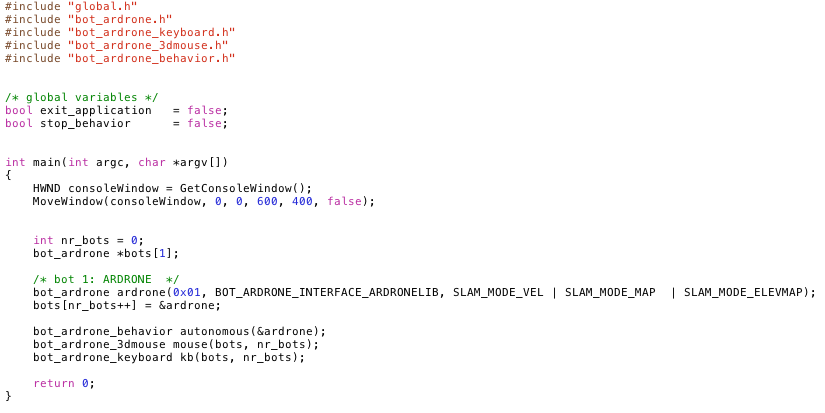 #include "global.h"
#include "bot_ardrone.h"
#include "bot_ardrone_keyboard.h"
#include "bot_ardrone_3dmouse.h"
#include "bot_ardrone_behavior.h"
/* global variables */
bool exit_application   = false;
bool stop_behavior      = false;
int main(int argc, char *argv[])
{
    HWND consoleWindow = GetConsoleWindow();
    MoveWindow(consoleWindow, 0, 0, 600, 400, false);
    int nr_bots = 0;
    bot_ardrone *bots[1];
    /* bot 1: ARDRONE  */
    bot_ardrone ardrone(0x01, BOT_ARDRONE_INTERFACE_ARDRONELIB, SLAM_MODE_VEL | SLAM_MODE_MAP  | SLAM_MODE_ELEVMAP);
    bots[nr_bots++] = &ardrone;
    bot_ardrone_behavior autonomous(&ardrone);
    bot_ardrone_3dmouse mouse(bots, nr_bots);
    bot_ardrone_keyboard kb(bots, nr_bots);
    return 0;
}